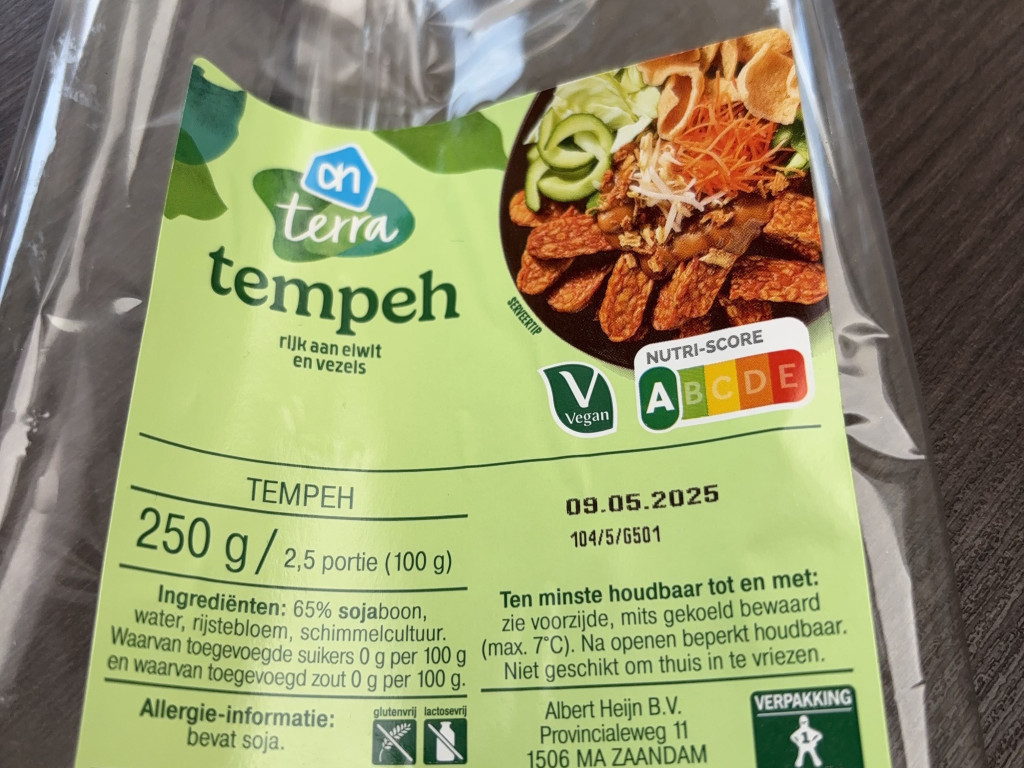 ah
terra
tempeh
rijk aan eiwit
en vezels
SERVEERTIP
Vegan
NUTRI-SCORE
A B C D E
TEMPEH
250 g / 2,5 portie (100 g)
Ingrediënten: 65% sojaboon,
water, rijstebloem, schimmelcultuur.
Waarvan toegevoegde suikers 0 g per 100 g
en waarvan toegevoegd zout 0 g per 100 g.
Allergie-informatie:
bevat soja.
glutenvrij lactosevrij
09.05.2025
104/5/G501
Ten minste houdbaar tot en met:
zie voorzijde, mits gekoeld bewaard
(max. 7°C). Na openen beperkt houdbaar.
Niet geschikt om thuis in te vriezen.
Albert Heijn B.V.
Provincialeweg 11
1506 MA ZAANDAM
VERPAKKING
1